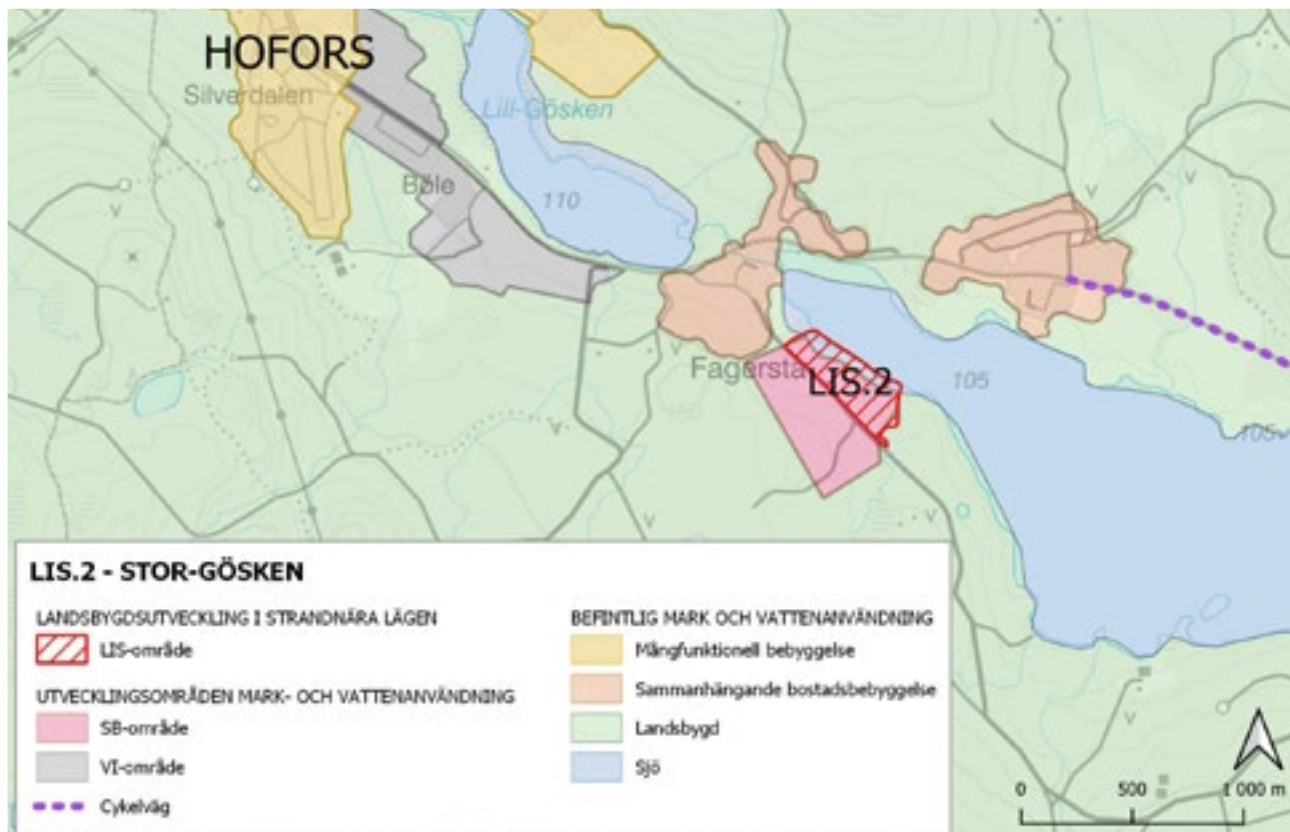 HOFORS
Silverdalen
Lill-Gösken
Böle
110
Fagersta
LIS.2
105
105
LIS.2 - STOR-GÖSKEN
LANDSBYGDSUTVECKLING I STRANDNÄRA LÄGEN
LIS-område
UTVECKLINGSOMRÅDEN MARK- OCH VATTENANVÄNDNING
SB-område
VI-område
Cykelväg
BEFINTLIG MARK OCH VATTENANVÄNDNING
Mångfunktionell bebyggelse
Sammanhängande bostadsbebyggelse
Landsbygd
Sjö
0 500 1 000 m